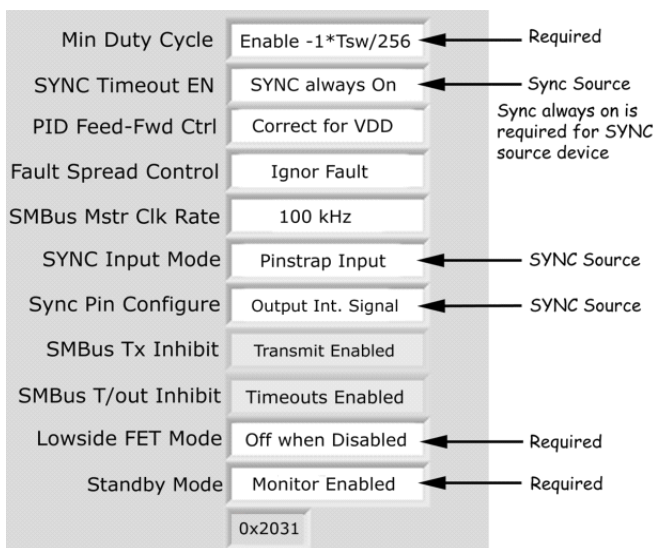 Min Duty Cycle Enable -1*Tsw/256 Required
SYNC Timeout EN SYNC always On Sync Source
Sync always on is
PID Feed-Fwd Ctrl Correct for VDD required for SYNC
source device
Fault Spread Control Ignor Fault
SMBus Mstr Clk Rate 100 kHz
SYNC Input Mode Pinstrap Input SYNC Source
Sync Pin Configure Output Int. Signal SYNC Source
SMBus Tx Inhibit Transmit Enabled
SMBus T/out Inhibit Timeouts Enabled
Lowside FET Mode Off when Disabled Required
Standby Mode Monitor Enabled Required
0x2031